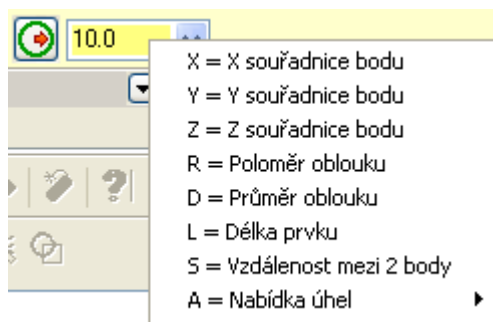 10.0
X = X souřadnice bodu
Y = Y souřadnice bodu
Z = Z souřadnice bodu
R = Poloměr oblouku
D = Průměr oblouku
L = Délka prvku
S = Vzdálenost mezi 2 body
A = Nabídka úhel